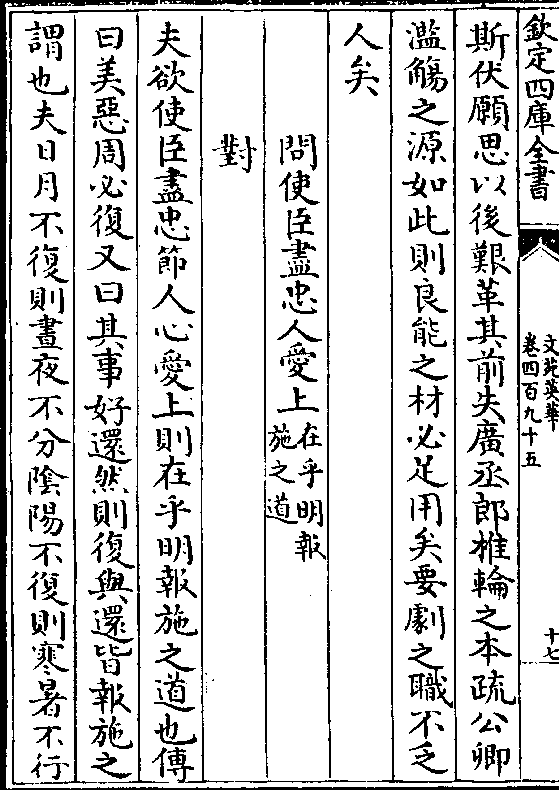 欽定四庫全書
文苑英華
卷四百九十五
十七
斯伏願思以後艱革其前失廣丞郎椎輪之本疏公卿
濫觴之源如此則良能之材必足用矣要劇之職不乏
人矣
問使臣盡忠人愛上在乎明報
施之道
對
夫欲使臣盡忠節人心愛上則在乎明報施之道也傳
曰美惡周必復又曰其事好還然則復與還皆報施之
謂也夫日月不復則晝夜不分陰陽不復則寒暑不行